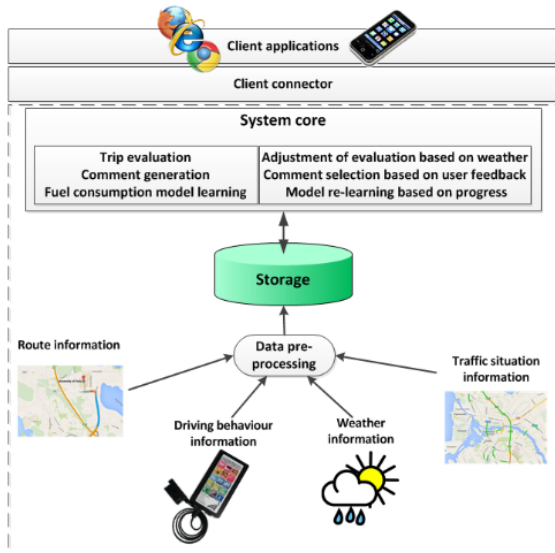 Client applications
Client connector
System core
Trip evaluation
Comment generation
Fuel consumption model learning
Adjustment of evaluation based on weather
Comment selection based on user feedback
Model re-learning based on progress
Storage
Data pre-
processing
Route information
Traffic situation
information
Driving behaviour
information
Weather
information